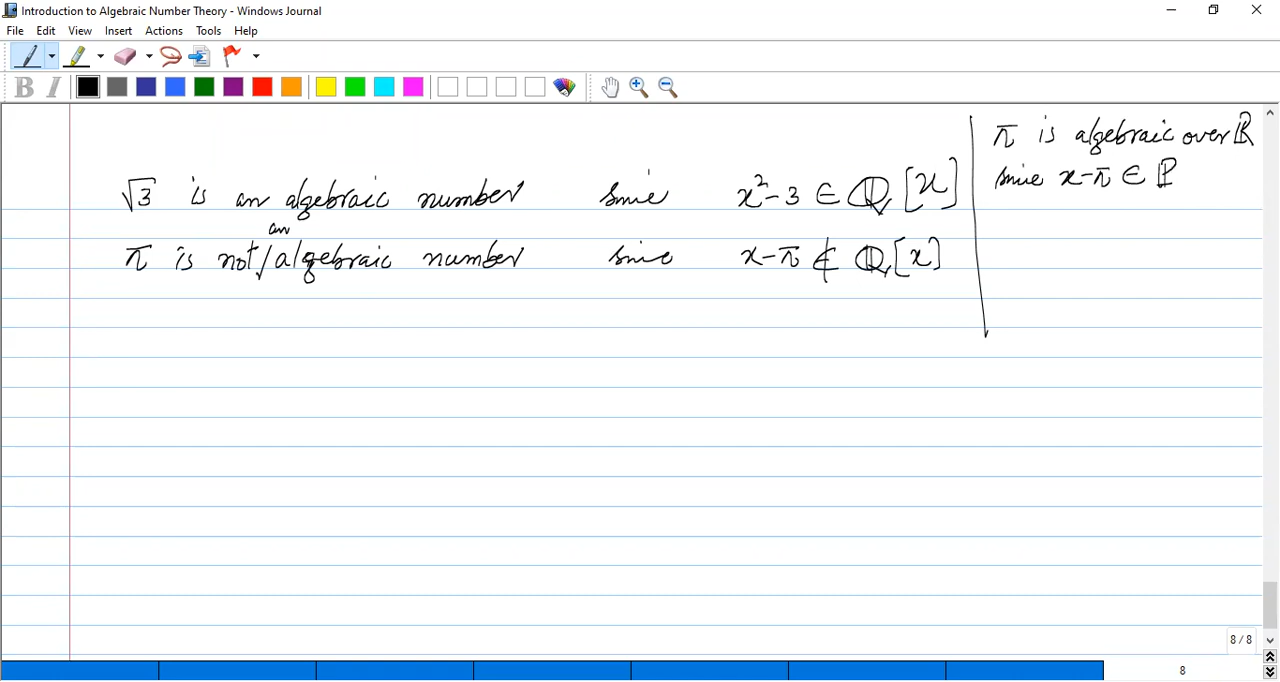 Introduction to Algebraic Number Theory - Windows Journal
File Edit View Insert Actions Tools Help
B I
π is algebraic over ℝ
since x-π ∈ ℝ
√3 is an algebraic number since x²-3 ∈ ℚ[x]
an
π is not/algebraic number since x-π ∉ ℚ[x]
8/8
8